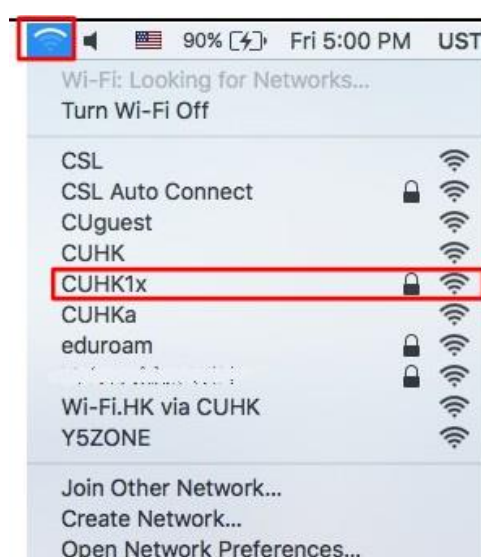 90% Fri 5:00 PM UST
Wi-Fi: Looking for Networks...
Turn Wi-Fi Off
CSL
CSL Auto Connect
CUguest
CUHK
CUHK1x
CUHKa
eduroam
Wi-Fi.HK via CUHK
Y5ZONE
Join Other Network...
Create Network...
Open Network Preferences...